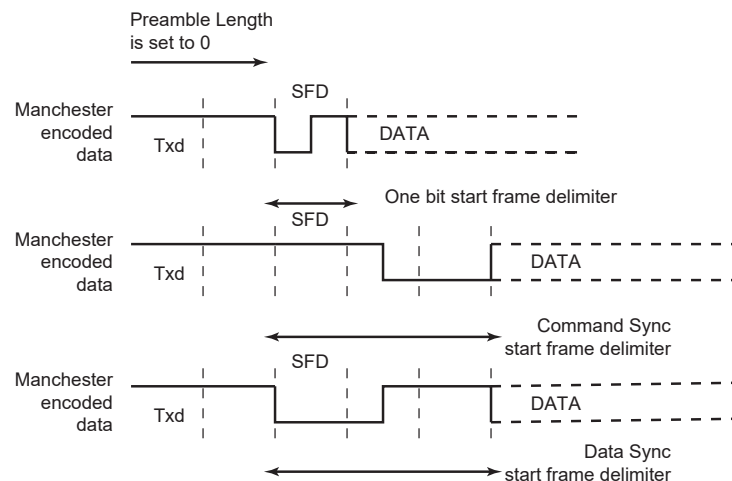 Preamble Length
is set to 0
SFD
Manchester
encoded
data
Txd
DATA
One bit start frame delimiter
SFD
Manchester
encoded
data
Txd
DATA
Command Sync
start frame delimiter
SFD
Manchester
encoded
data
Txd
DATA
Data Sync
start frame delimiter